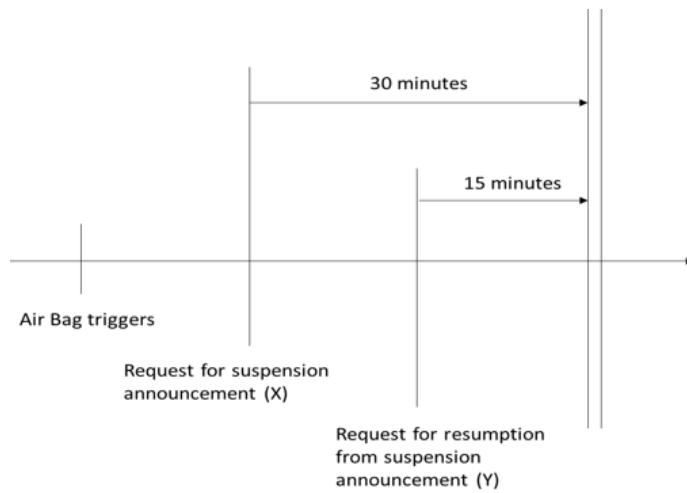 30 minutes
15 minutes
Air Bag triggers
Request for suspension
announcement (X)
Request for resumption
from suspension
announcement (Y)